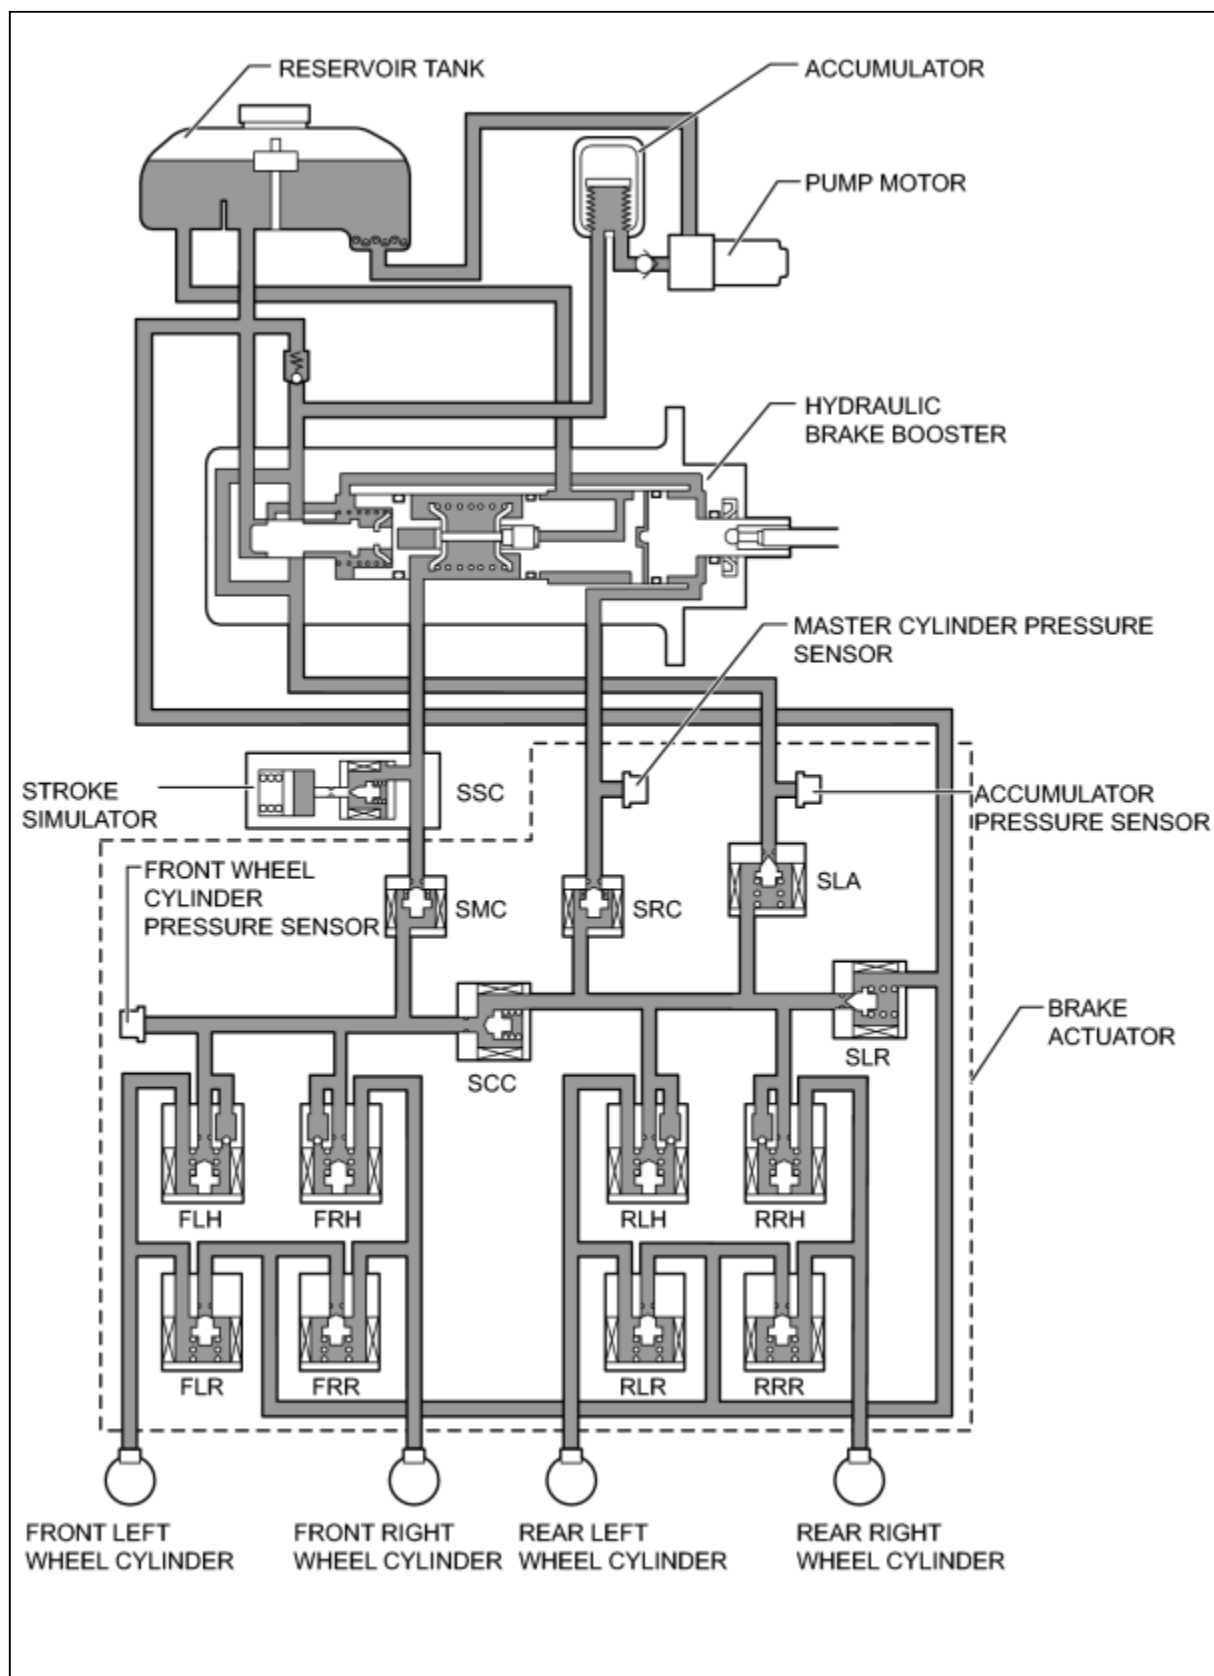 RESERVOIR TANK
ACCUMULATOR
PUMP MOTOR
HYDRAULIC
BRAKE BOOSTER
MASTER CYLINDER PRESSURE
SENSOR
STROKE
SIMULATOR
SSC
ACCUMULATOR
PRESSURE SENSOR
FRONT WHEEL
CYLINDER
PRESSURE SENSOR
SMC
SRC
SLA
BRAKE
ACTUATOR
SCC
SLR
FLH
FRH
RLH
RRH
FLR
FRR
RLR
RRR
FRONT LEFT
WHEEL CYLINDER
FRONT RIGHT
WHEEL CYLINDER
REAR LEFT
WHEEL CYLINDER
REAR RIGHT
WHEEL CYLINDER